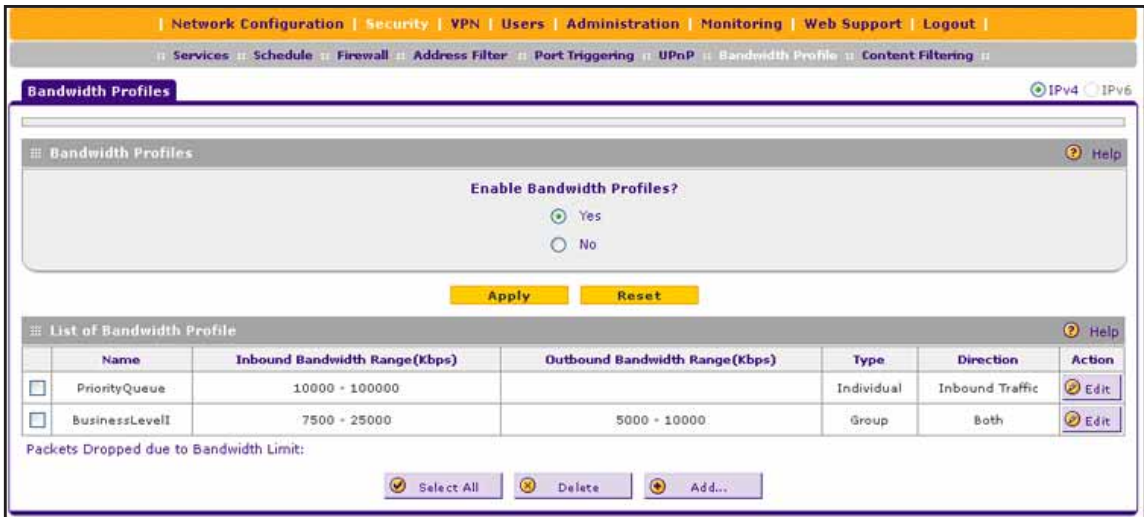 | Network Configuration | Security | VPN | Users | Administration | Monitoring | Web Support | Logout |
Services :: Schedule :: Firewall :: Address Filter :: Port Triggering :: UPnP :: Bandwidth Profile :: Content Filtering
Bandwidth Profiles IPv4 IPv6
Bandwidth Profiles Help
Enable Bandwidth Profiles?
Yes
No
Apply Reset
List of Bandwidth Profile Help
Name Inbound Bandwidth Range(Kbps) Outbound Bandwidth Range(Kbps) Type Direction Action
PriorityQueue 10000 - 100000 Individual Inbound Traffic Edit
BusinessLevelI 7500 - 25000 5000 - 10000 Group Both Edit
Packets Dropped due to Bandwidth Limit:
Select All Delete Add...